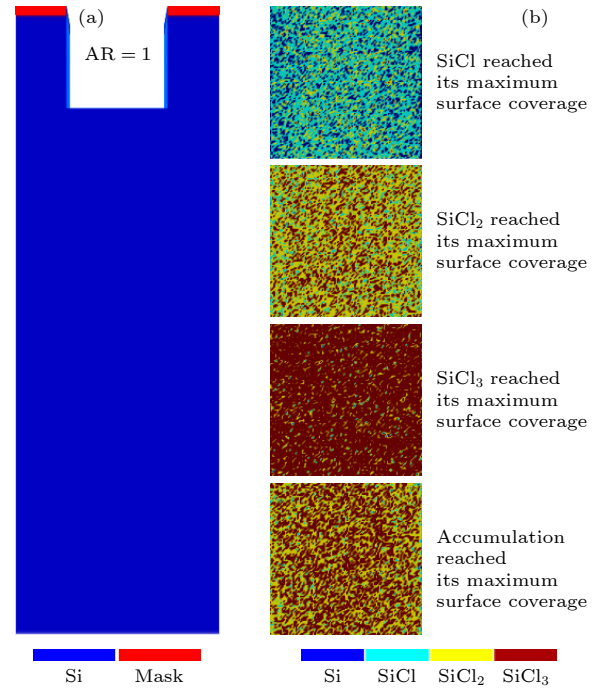 (a)
AR = 1
(b)
SiCl reached
its maximum
surface coverage
SiCl₂ reached
its maximum
surface coverage
SiCl₃ reached
its maximum
surface coverage
Accumulation
reached
its maximum
surface coverage
Si Mask
Si SiCl SiCl₂ SiCl₃